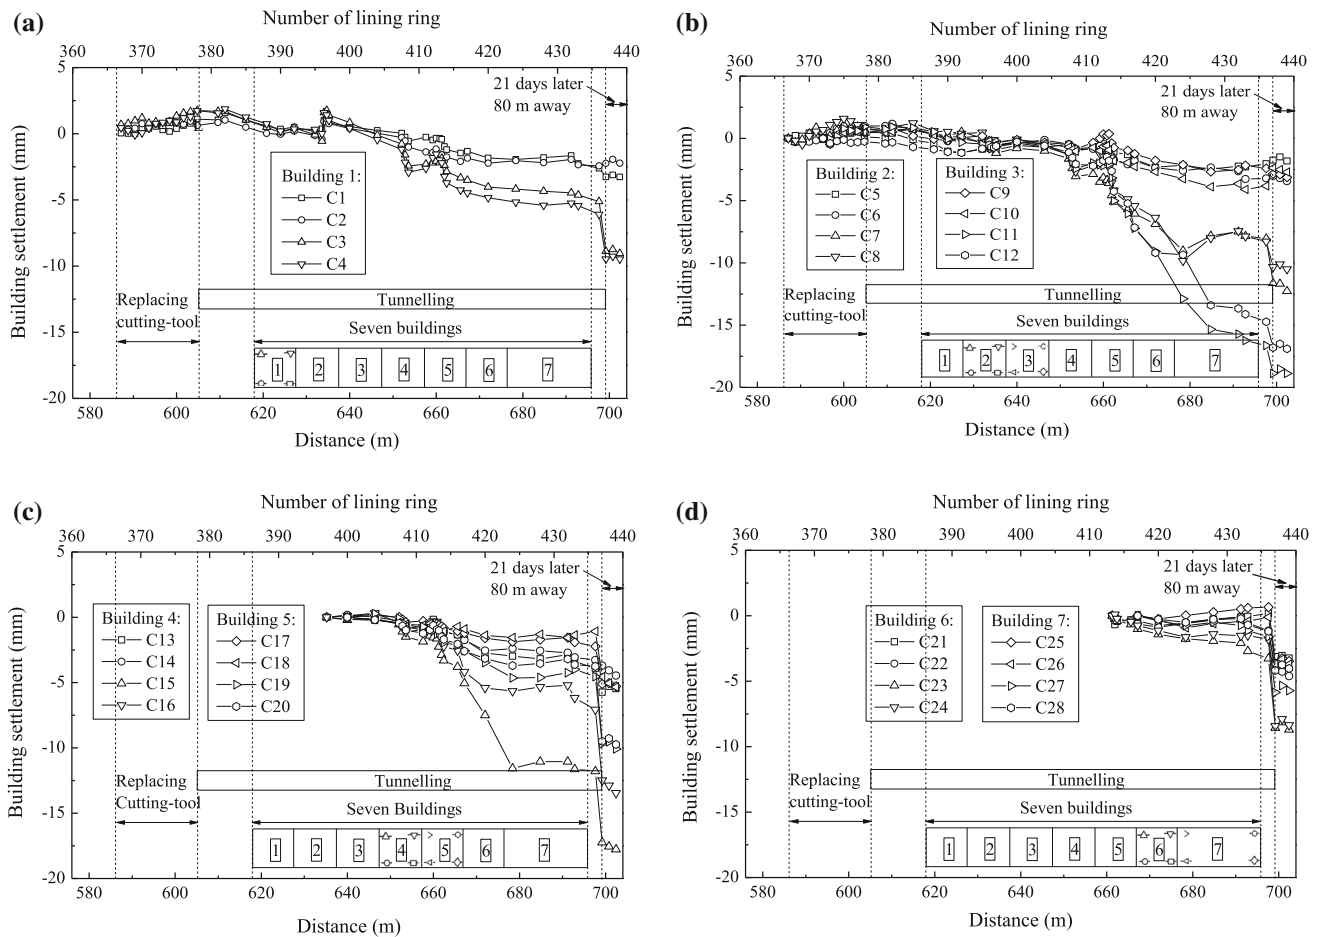 (a)
Number of lining ring
360 370 380 390 400 410 420 430 440
5
0
-5
-10
-15
-20
Building settlement (mm)
21 days later
80 m away
Building 1:
C1
C2
C3
C4
Replacing
cutting-tool
Tunnelling
Seven buildings
1 2 3 4 5 6 7
580 600 620 640 660 680 700
Distance (m)
(b)
Number of lining ring
360 370 380 390 400 410 420 430 440
5
0
-5
-10
-15
-20
Building settlement (mm)
21 days later
80 m away
Building 2:
C5
C6
C7
C8
Building 3:
C9
C10
C11
C12
Replacing
cutting-tool
Tunnelling
Seven buildings
1 2 3 4 5 6 7
580 600 620 640 660 680 700
Distance (m)
(c)
Number of lining ring
360 370 380 390 400 410 420 430 440
5
0
-5
-10
-15
-20
Building settlement (mm)
21 days later
80 m away
Building 4:
C13
C14
C15
C16
Building 5:
C17
C18
C19
C20
Replacing
Cutting-tool
Tunnelling
Seven Buildings
1 2 3 4 5 6 7
580 600 620 640 660 680 700
Distance (m)
(d)
Number of lining ring
360 370 380 390 400 410 420 430 440
5
0
-5
-10
-15
-20
Building settlement (mm)
21 days later
80 m away
Building 6:
C21
C22
C23
C24
Building 7:
C25
C26
C27
C28
Replacing
cutting-tool
Tunnelling
Seven buildings
1 2 3 4 5 6 7
580 600 620 640 660 680 700
Distance (m)